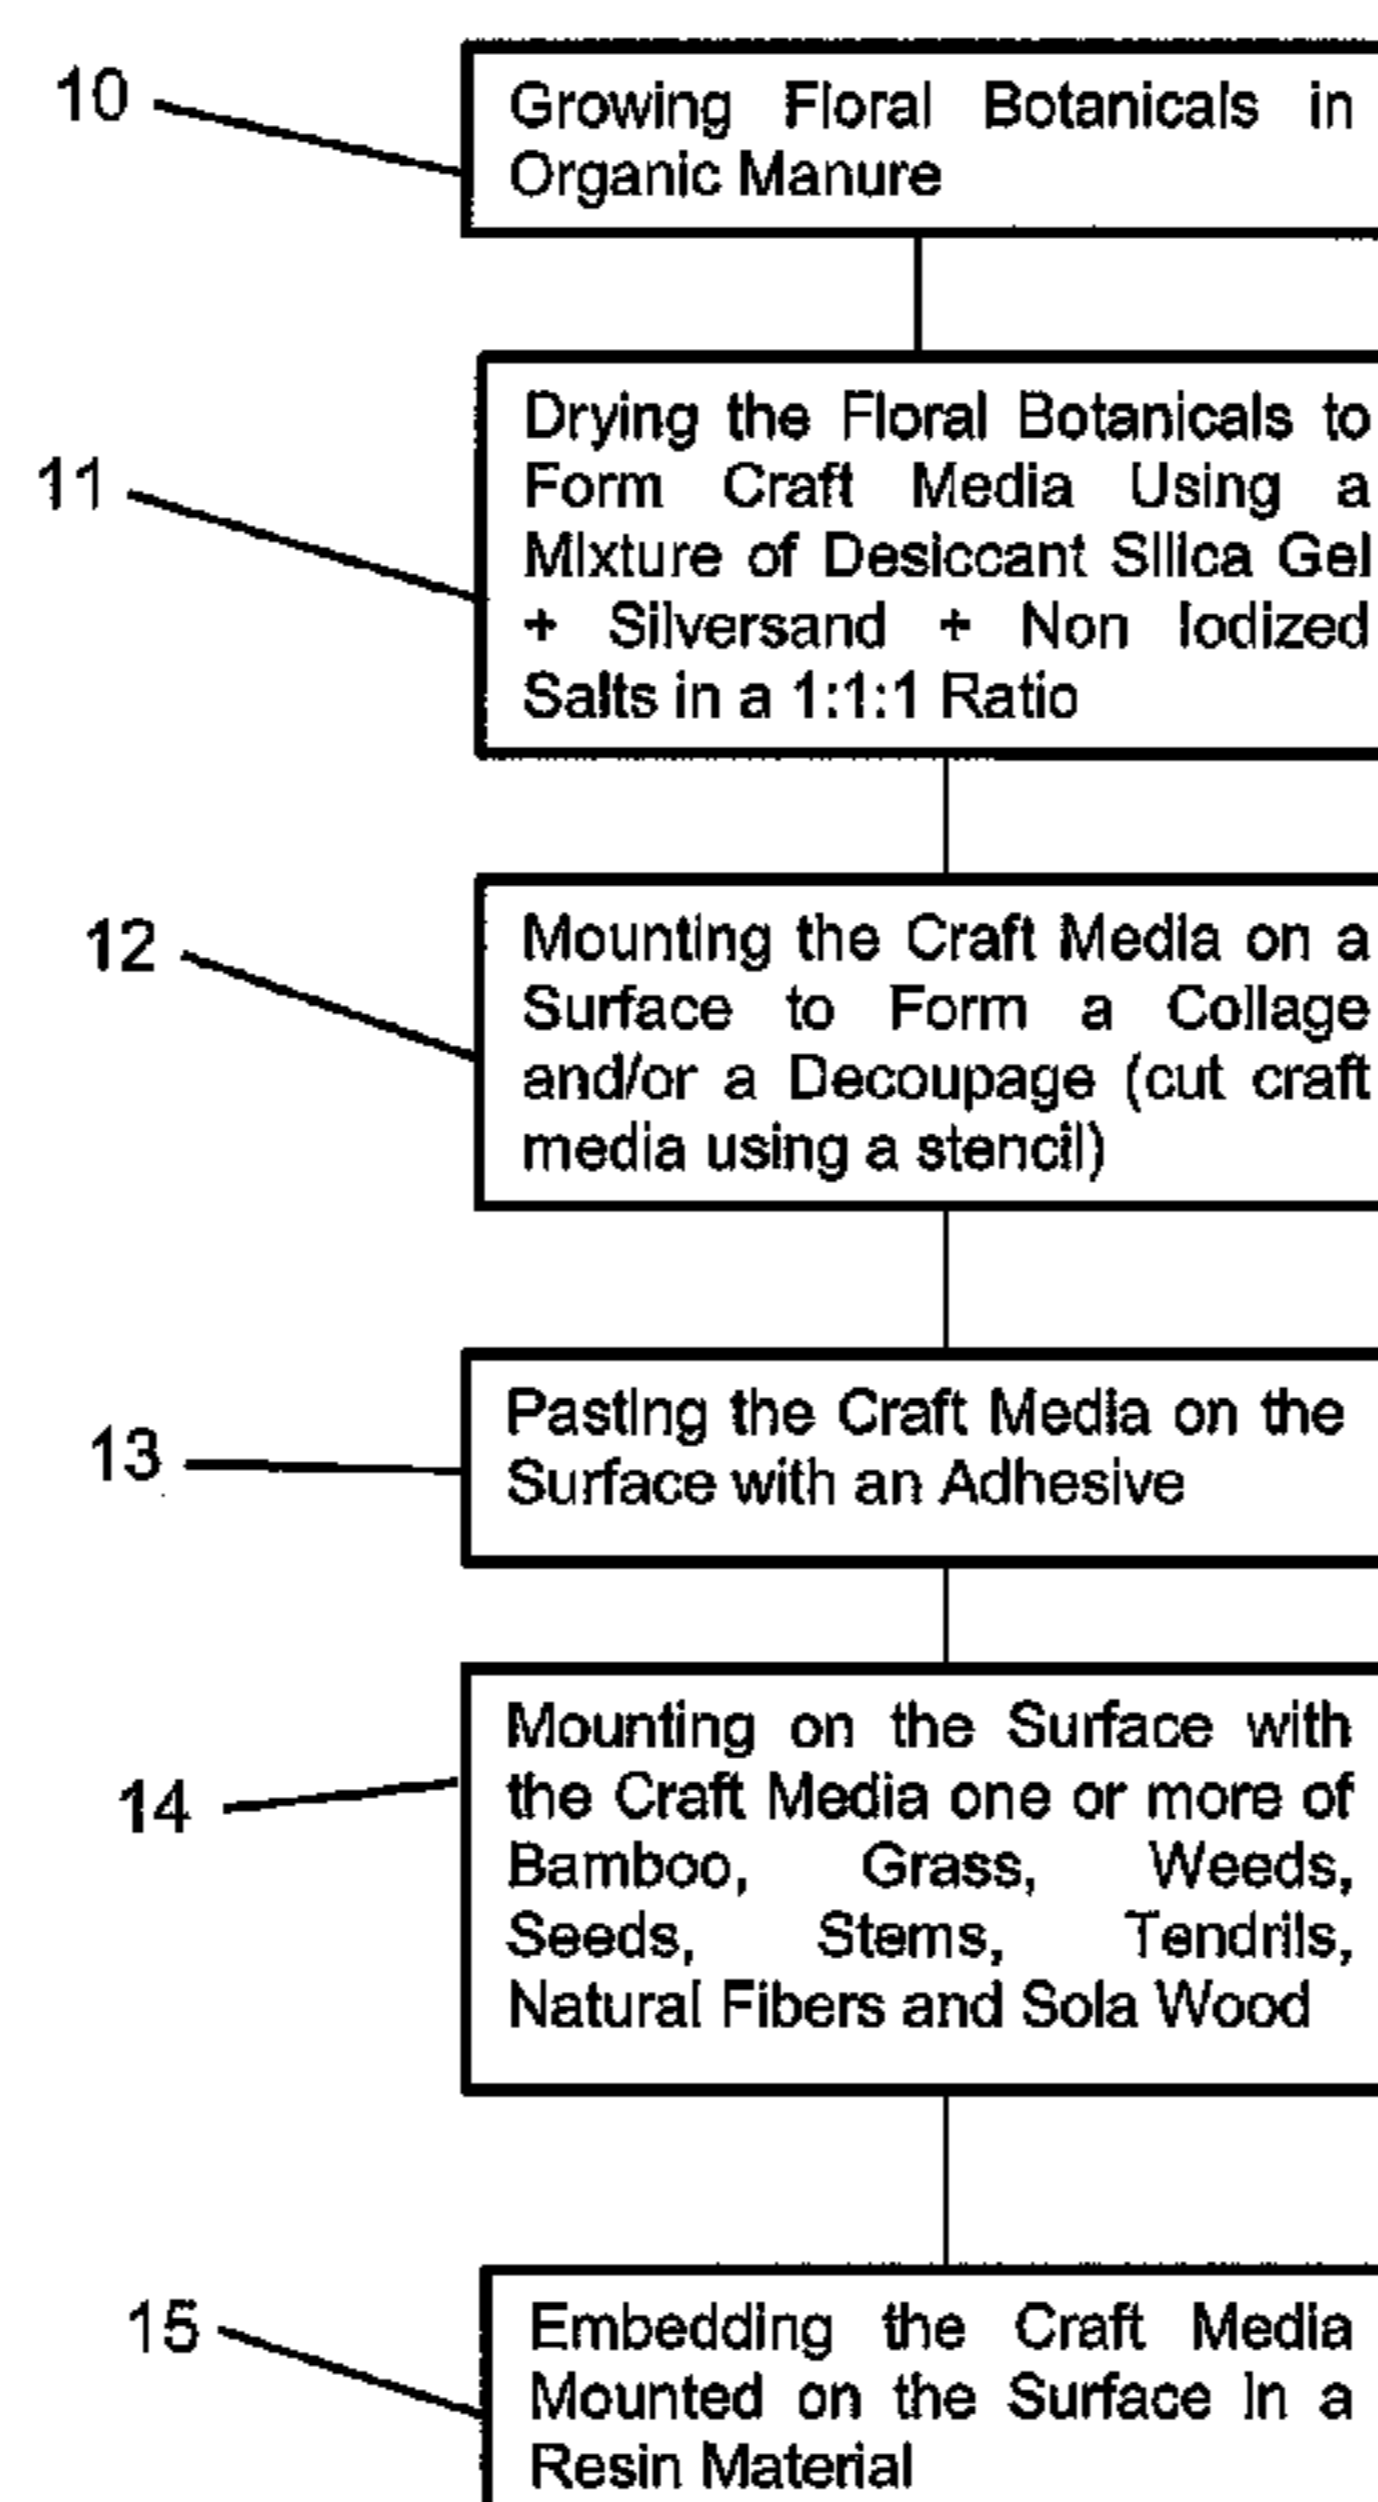 10
Growing Floral Botanicals in
Organic Manure
11
Drying the Floral Botanicals to
Form Craft Media Using a
Mixture of Desiccant Silica Gel
+ Silversand + Non Iodized
Salts in a 1:1:1 Ratio
12
Mounting the Craft Media on a
Surface to Form a Collage
and/or a Decoupage (cut craft
media using a stencil)
13
Pasting the Craft Media on the
Surface with an Adhesive
14
Mounting on the Surface with
the Craft Media one or more of
Bamboo, Grass, Weeds,
Seeds, Stems, Tendrils,
Natural Fibers and Sola Wood
15
Embedding the Craft Media
Mounted on the Surface in a
Resin Material